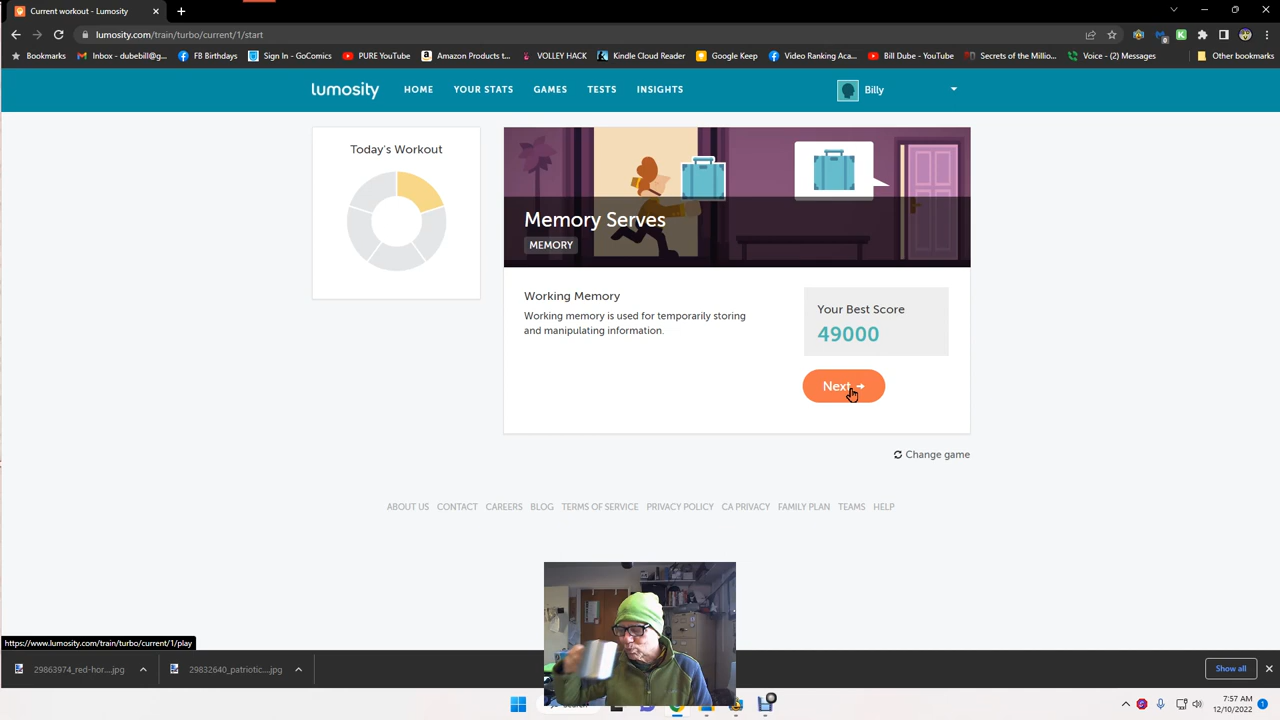 Current workout - Lumosity
lumosity.com/train/turbo/current/1/start
Bookmarks
Inbox - dubebill@g...
FB Birthdays
Sign In - GoComics
PURE YouTube
Amazon Products t...
VOLLEY HACK
Kindle Cloud Reader
Google Keep
Video Ranking Aca...
Bill Dube - YouTube
Secrets of the Millio...
Voice - (2) Messages
Other bookmarks
lumosity
HOME
YOUR STATS
GAMES
TESTS
INSIGHTS
Billy
Today's Workout
Memory Serves
MEMORY
Working Memory
Working memory is used for temporarily storing
and manipulating information.
Your Best Score
49000
Next
Change game
ABOUT US CONTACT CAREERS BLOG TERMS OF SERVICE PRIVACY POLICY CA PRIVACY FAMILY PLAN TEAMS HELP
https://www.lumosity.com/train/turbo/current/1/play
29863974_red-hor....jpg
29832640_patriotic....jpg
Show all
7:57 AM
12/10/2022